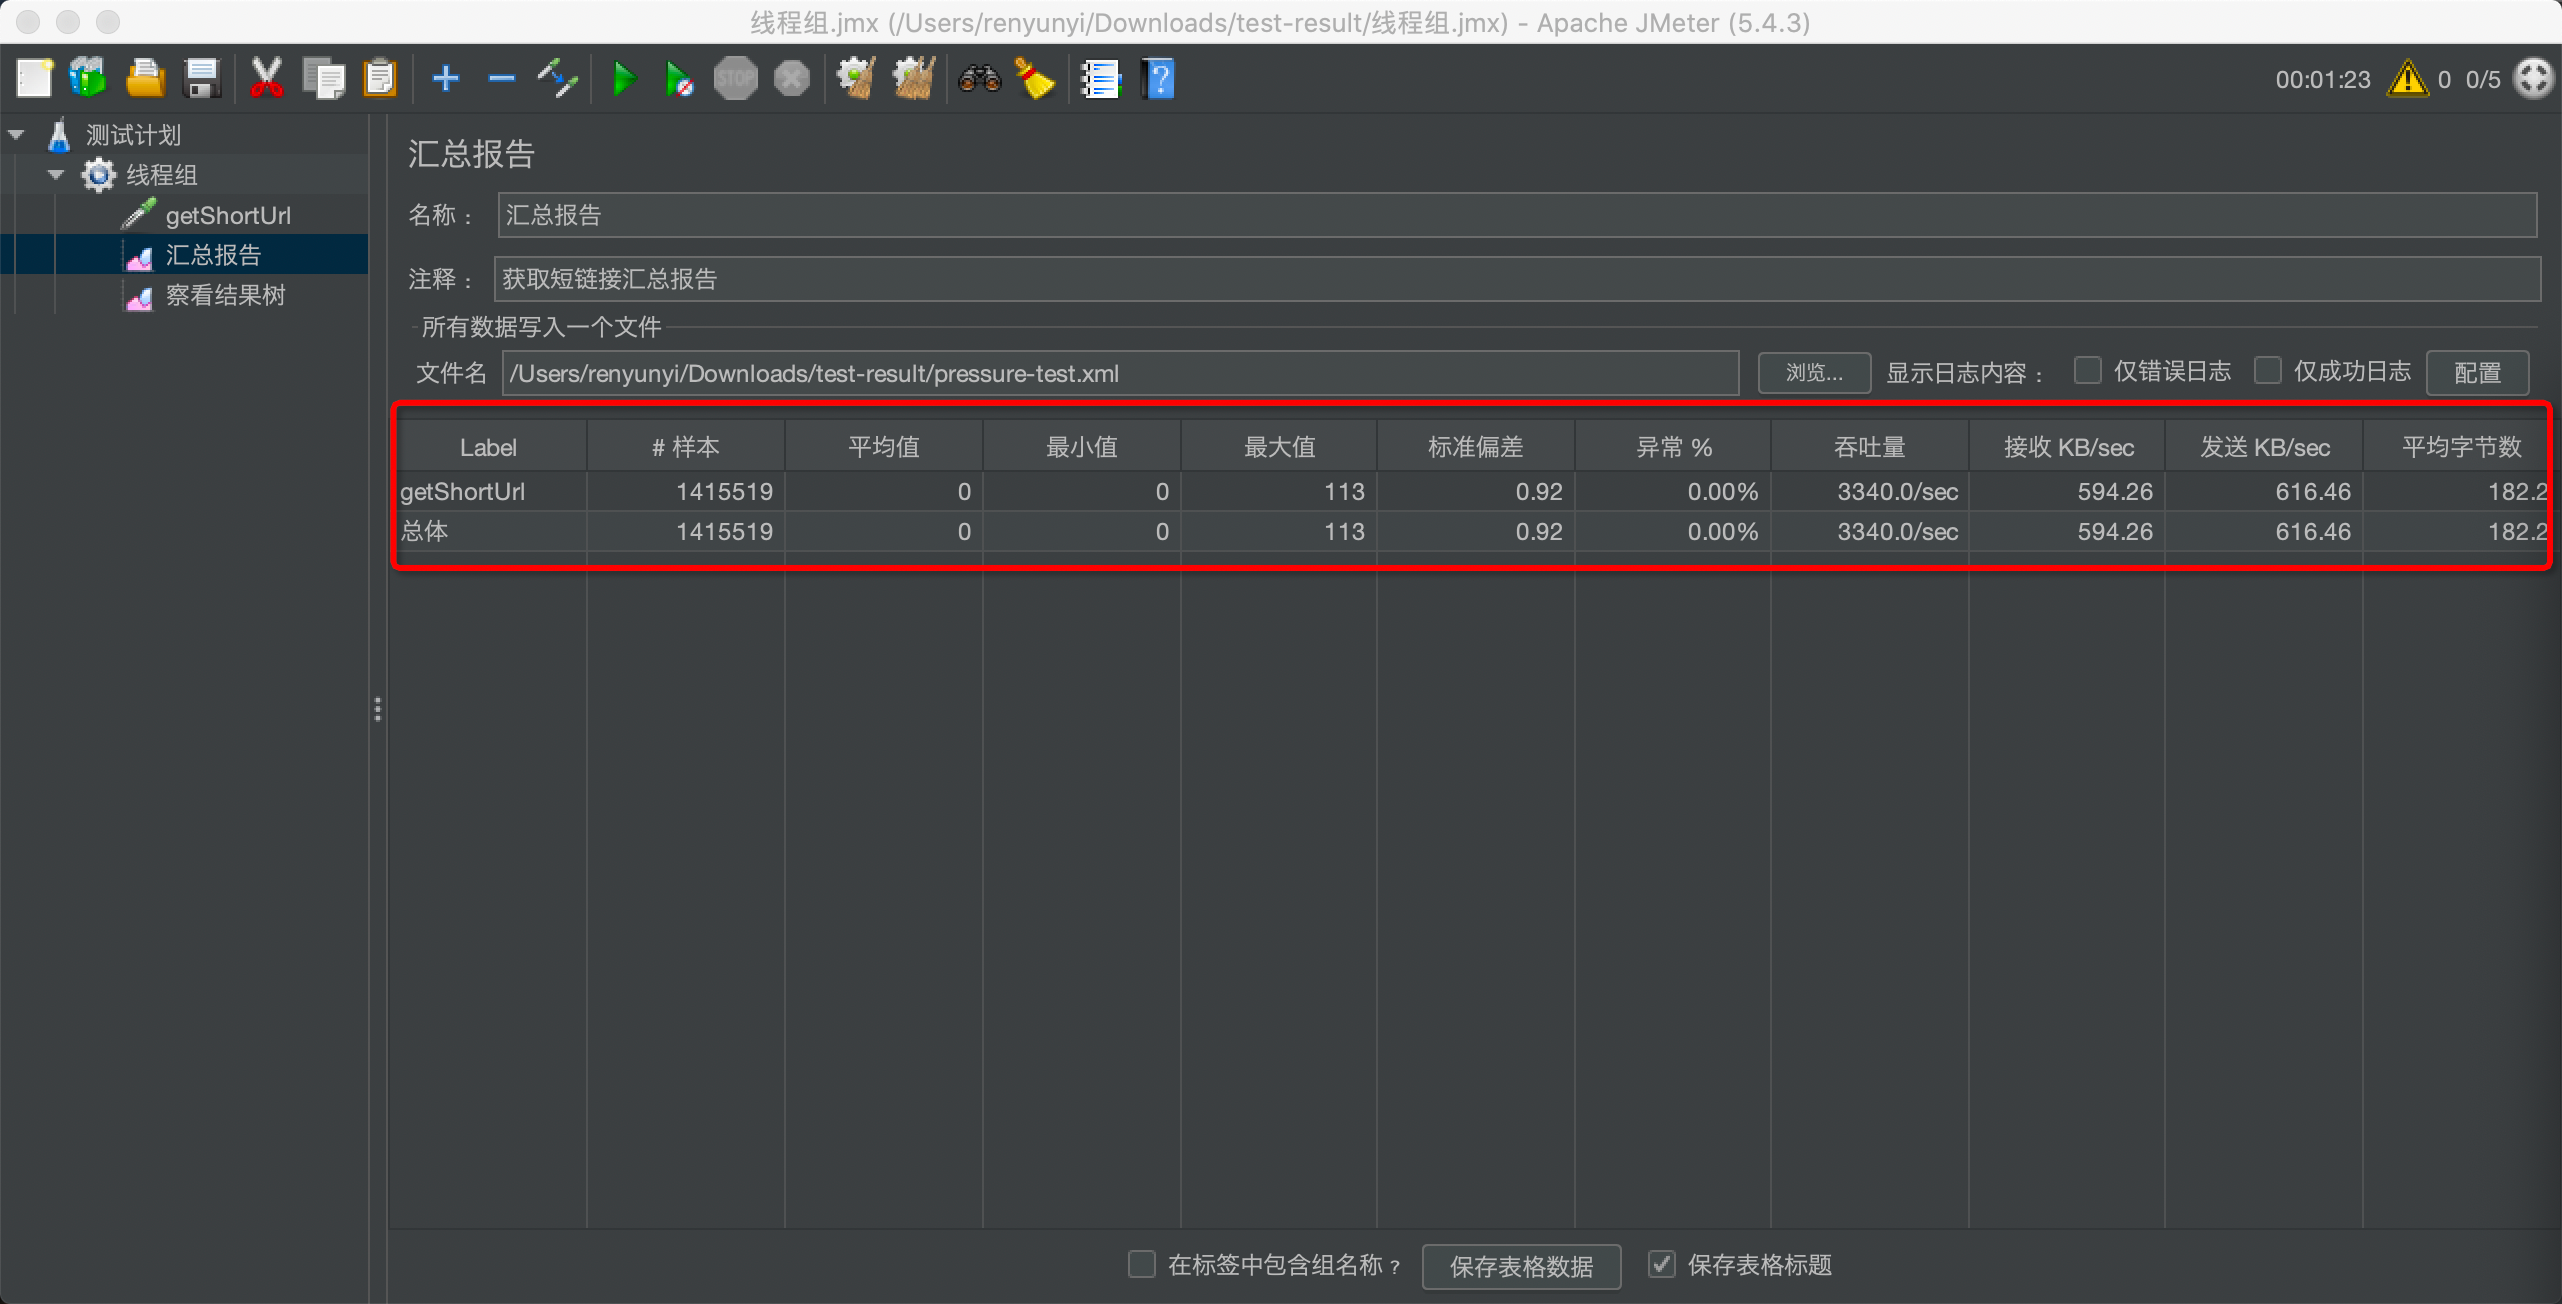 线程组.jmx (/Users/renyunyi/Downloads/test-result/线程组.jmx) - Apache JMeter (5.4.3)
STOP
00:01:23 0 0/5
测试计划
线程组
getShortUrl
汇总报告
察看结果树
汇总报告
名称： 汇总报告
注释： 获取短链接汇总报告
所有数据写入一个文件
文件名 /Users/renyunyi/Downloads/test-result/pressure-test.xml 浏览... 显示日志内容： 仅错误日志 仅成功日志 配置
Label # 样本 平均值 最小值 最大值 标准偏差 异常 % 吞吐量 接收 KB/sec 发送 KB/sec 平均字节数
getShortUrl 1415519 0 0 113 0.92 0.00% 3340.0/sec 594.26 616.46 182.2
总体 1415519 0 0 113 0.92 0.00% 3340.0/sec 594.26 616.46 182.2
在标签中包含组名称？ 保存表格数据 保存表格标题